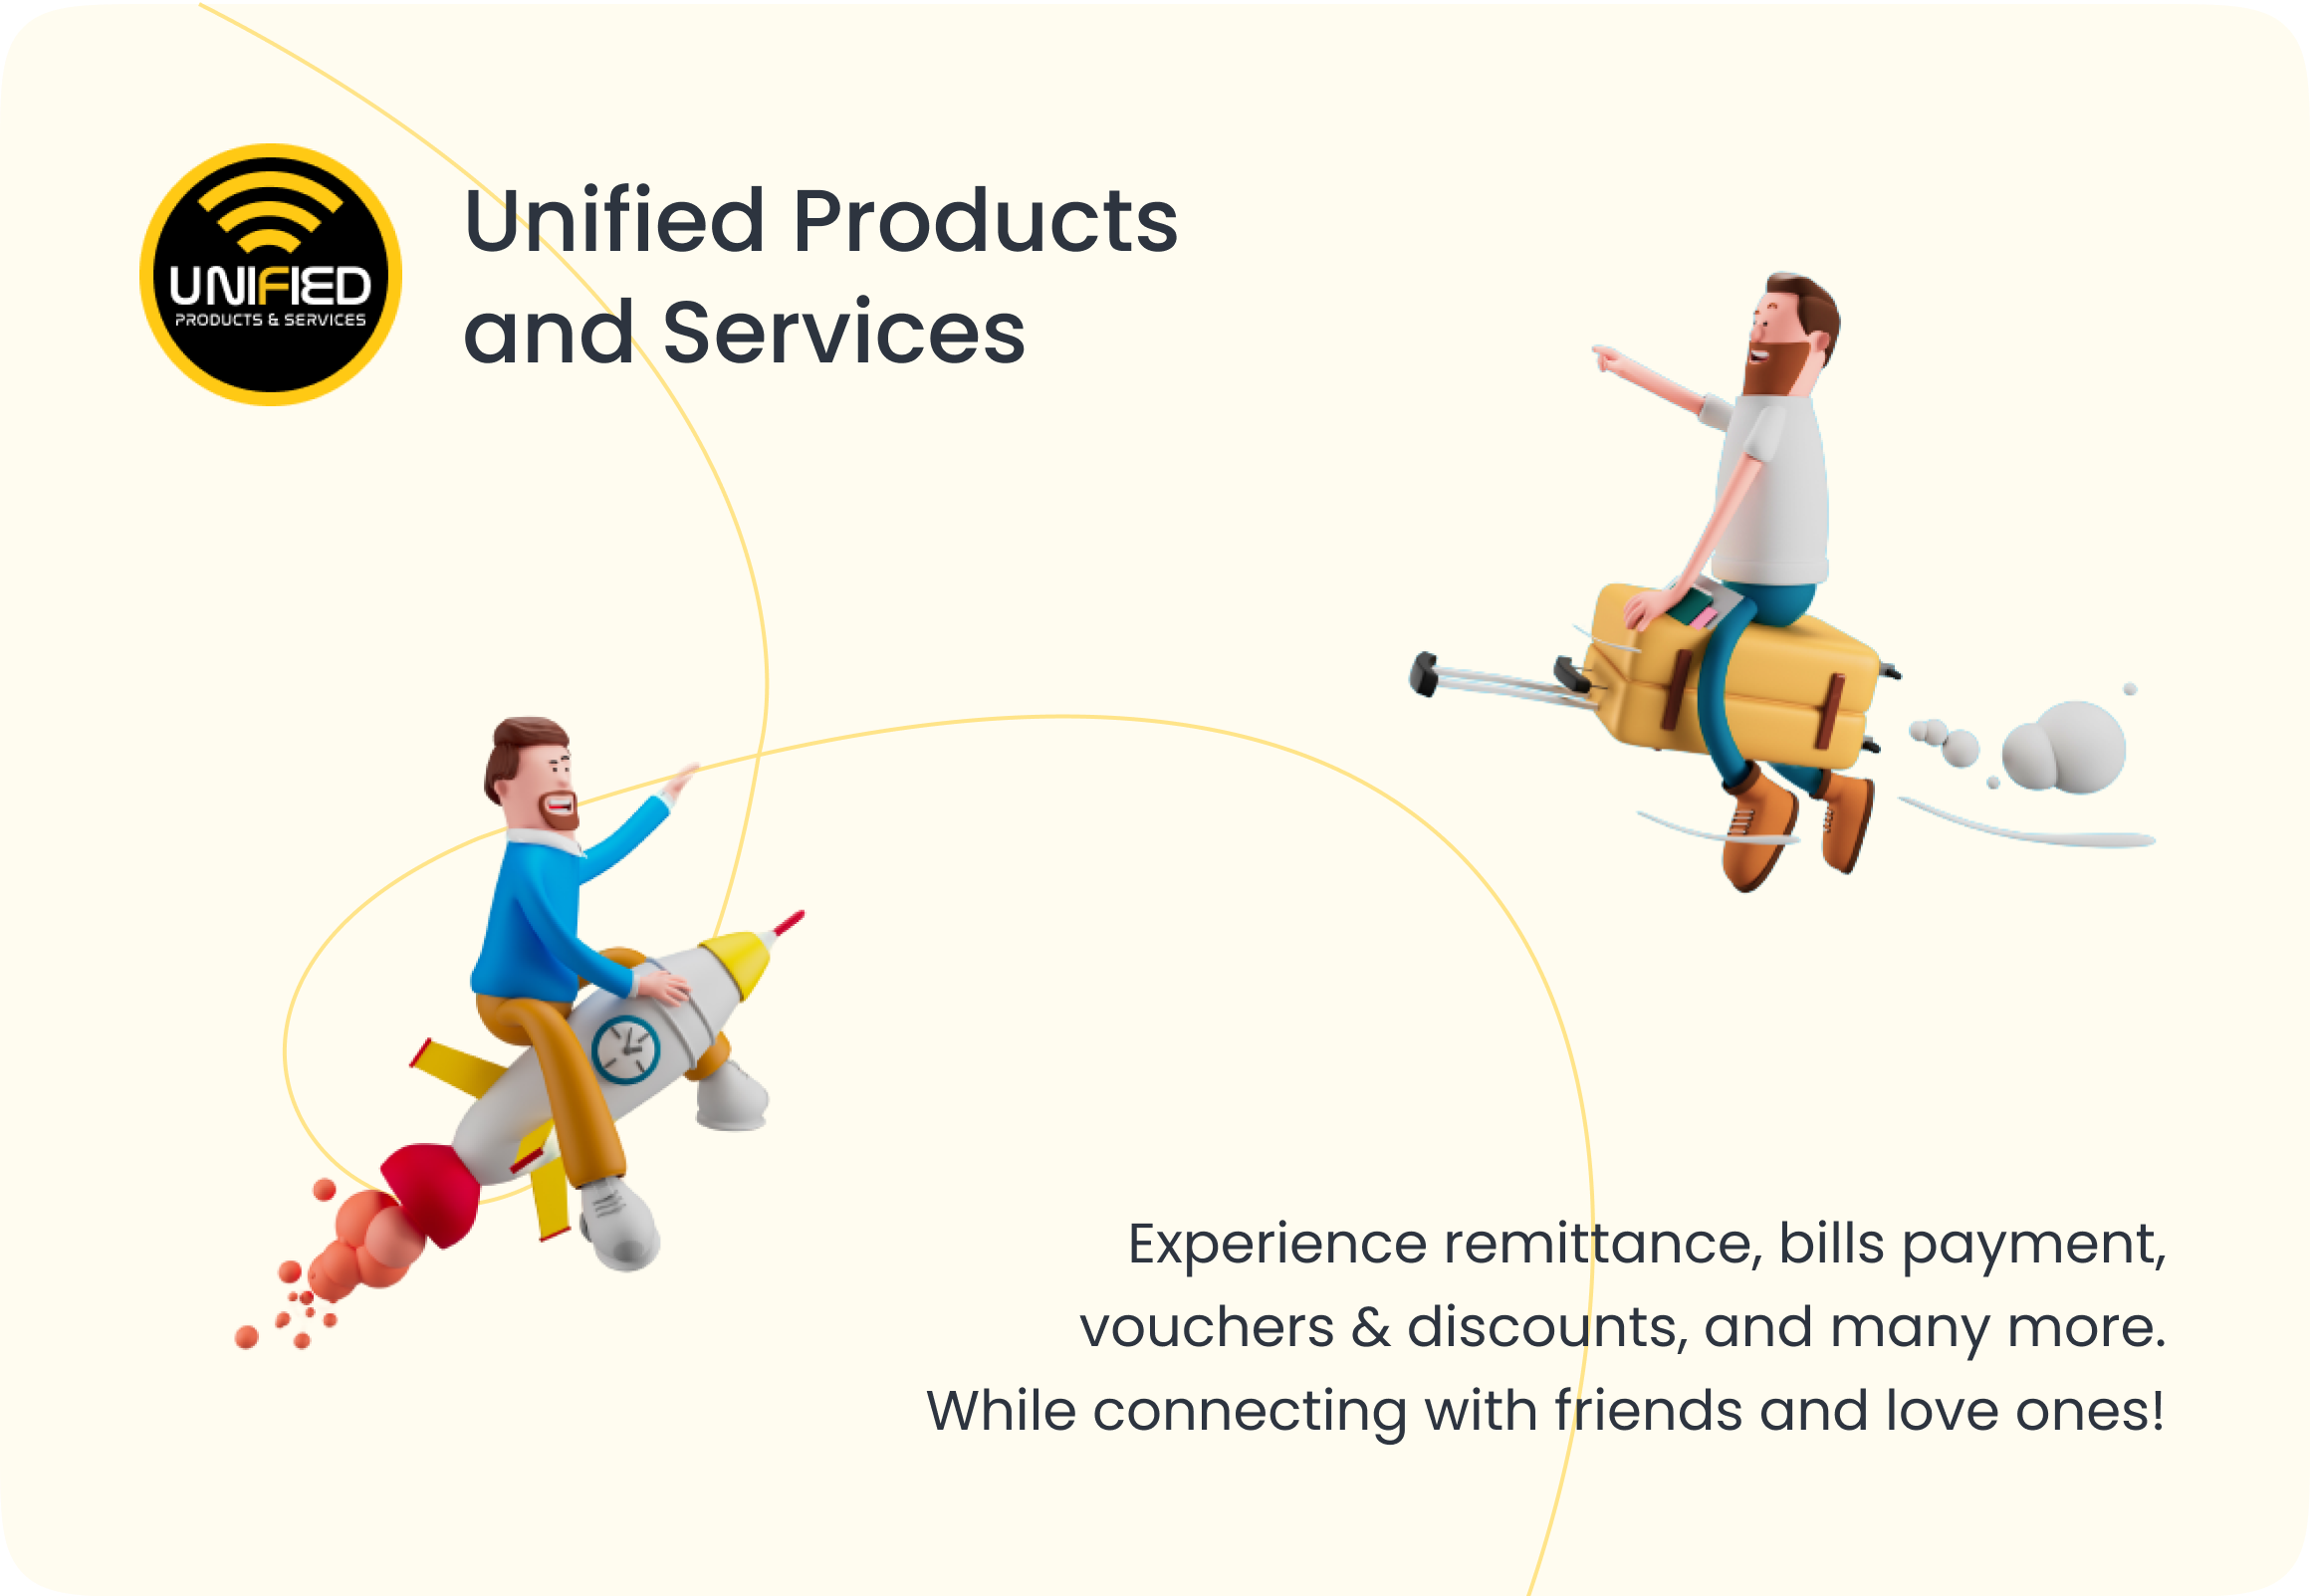 UNIFIED
PRODUCTS & SERVICES
Unified Products
and Services
Experience remittance, bills payment,
vouchers & discounts, and many more.
While connecting with friends and love ones!